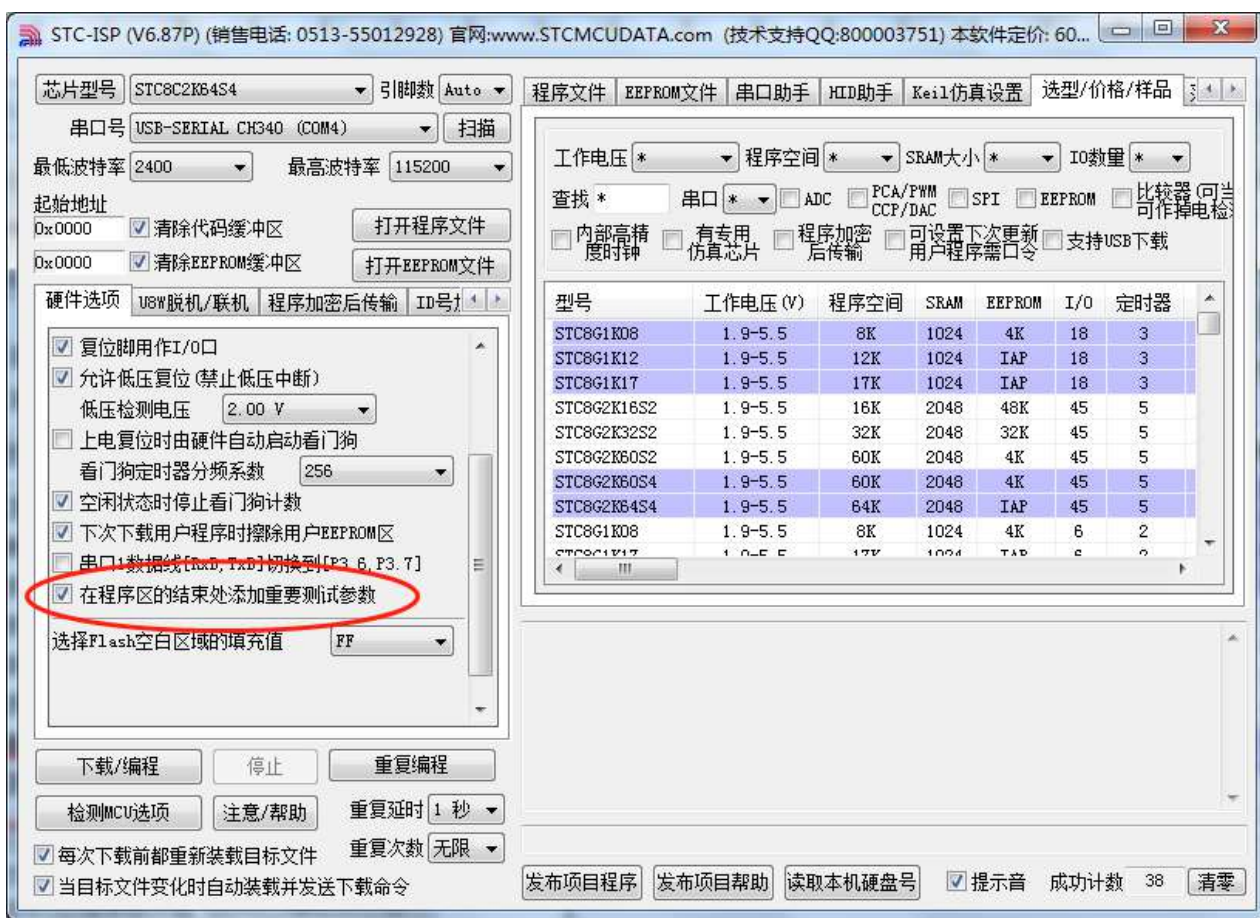 STC-ISP (V6.87P) (销售电话: 0513-55012928) 官网:www.STCMCUDATA.com (技术支持QQ:800003751) 本软件定价: 60...
芯片型号 STC8C2K64S4 引脚数 Auto
串口号 USB-SERIAL CH340 (COM4) 扫描
最低波特率 2400 最高波特率 115200
起始地址
0x0000 清除代码缓冲区 打开程序文件
0x0000 清除EEPROM缓冲区 打开EEPROM文件
硬件选项 U8W脱机/联机 程序加密后传输 ID号
复位脚用作I/O口
允许低压复位(禁止低压中断)
低压检测电压 2.00 V
上电复位时由硬件自动启动看门狗
看门狗定时器分频系数 256
空闲状态时停止看门狗计数
下次下载用户程序时擦除用户EEPROM区
串口1数据线[RxD,TxD]切换到[P3.6,P3.7]
在程序区的结束处添加重要测试参数
选择Flash空白区域的填充值 FF
下载/编程 停止 重复编程
检测MCU选项 注意/帮助 重复延时 1 秒
每次下载前都重新装载目标文件 重复次数 无限
当目标文件变化时自动装载并发送下载命令
程序文件 EEPROM文件 串口助手 HID助手 Keil仿真设置 选型/价格/样品
工作电压 * 程序空间 * SRAM大小 * IO数量 *
查找 * 串口 * ADC PCA/PWM CCP/DAC SPI EEPROM 比较器(可当 可作掉电检
内部高精度时钟 有专用仿真芯片 程序加密后传输 可设置下次更新用户程序需口令 支持USB下载
型号 工作电压(V) 程序空间 SRAM EEPROM I/O 定时器
STC8G1K08 1.9-5.5 8K 1024 4K 18 3
STC8G1K12 1.9-5.5 12K 1024 IAP 18 3
STC8G1K17 1.9-5.5 17K 1024 IAP 18 3
STC8G2K16S2 1.9-5.5 16K 2048 48K 45 5
STC8G2K32S2 1.9-5.5 32K 2048 32K 45 5
STC8G2K60S2 1.9-5.5 60K 2048 4K 45 5
STC8G2K60S4 1.9-5.5 60K 2048 4K 45 5
STC8G2K64S4 1.9-5.5 64K 2048 IAP 45 5
STC8G1K08 1.9-5.5 8K 1024 4K 6 2
STC8G1K17 1.9-5.5 17K 1024 IAP 6 2
发布项目程序 发布项目帮助 读取本机硬盘号 提示音 成功计数 38 清零